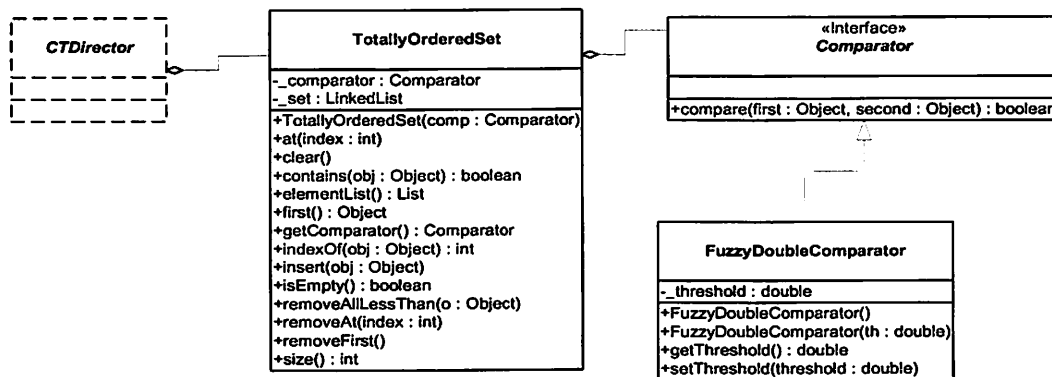 CTDirector
TotallyOrderedSet
-_comparator : Comparator
-_set : LinkedList
+TotallyOrderedSet(comp : Comparator)
+at(index : int)
+clear()
+contains(obj : Object) : boolean
+elementList() : List
+first() : Object
+getComparator() : Comparator
+indexOf(obj : Object) : int
+insert(obj : Object)
+isEmpty() : boolean
+removeAllLessThan(o : Object)
+removeAt(index : int)
+removeFirst()
+size() : int
«Interface»
Comparator
+compare(first : Object, second : Object) : boolean
FuzzyDoubleComparator
-_threshold : double
+FuzzyDoubleComparator()
+FuzzyDoubleComparator(th : double)
+getThreshold() : double
+setThreshold(threshold : double)